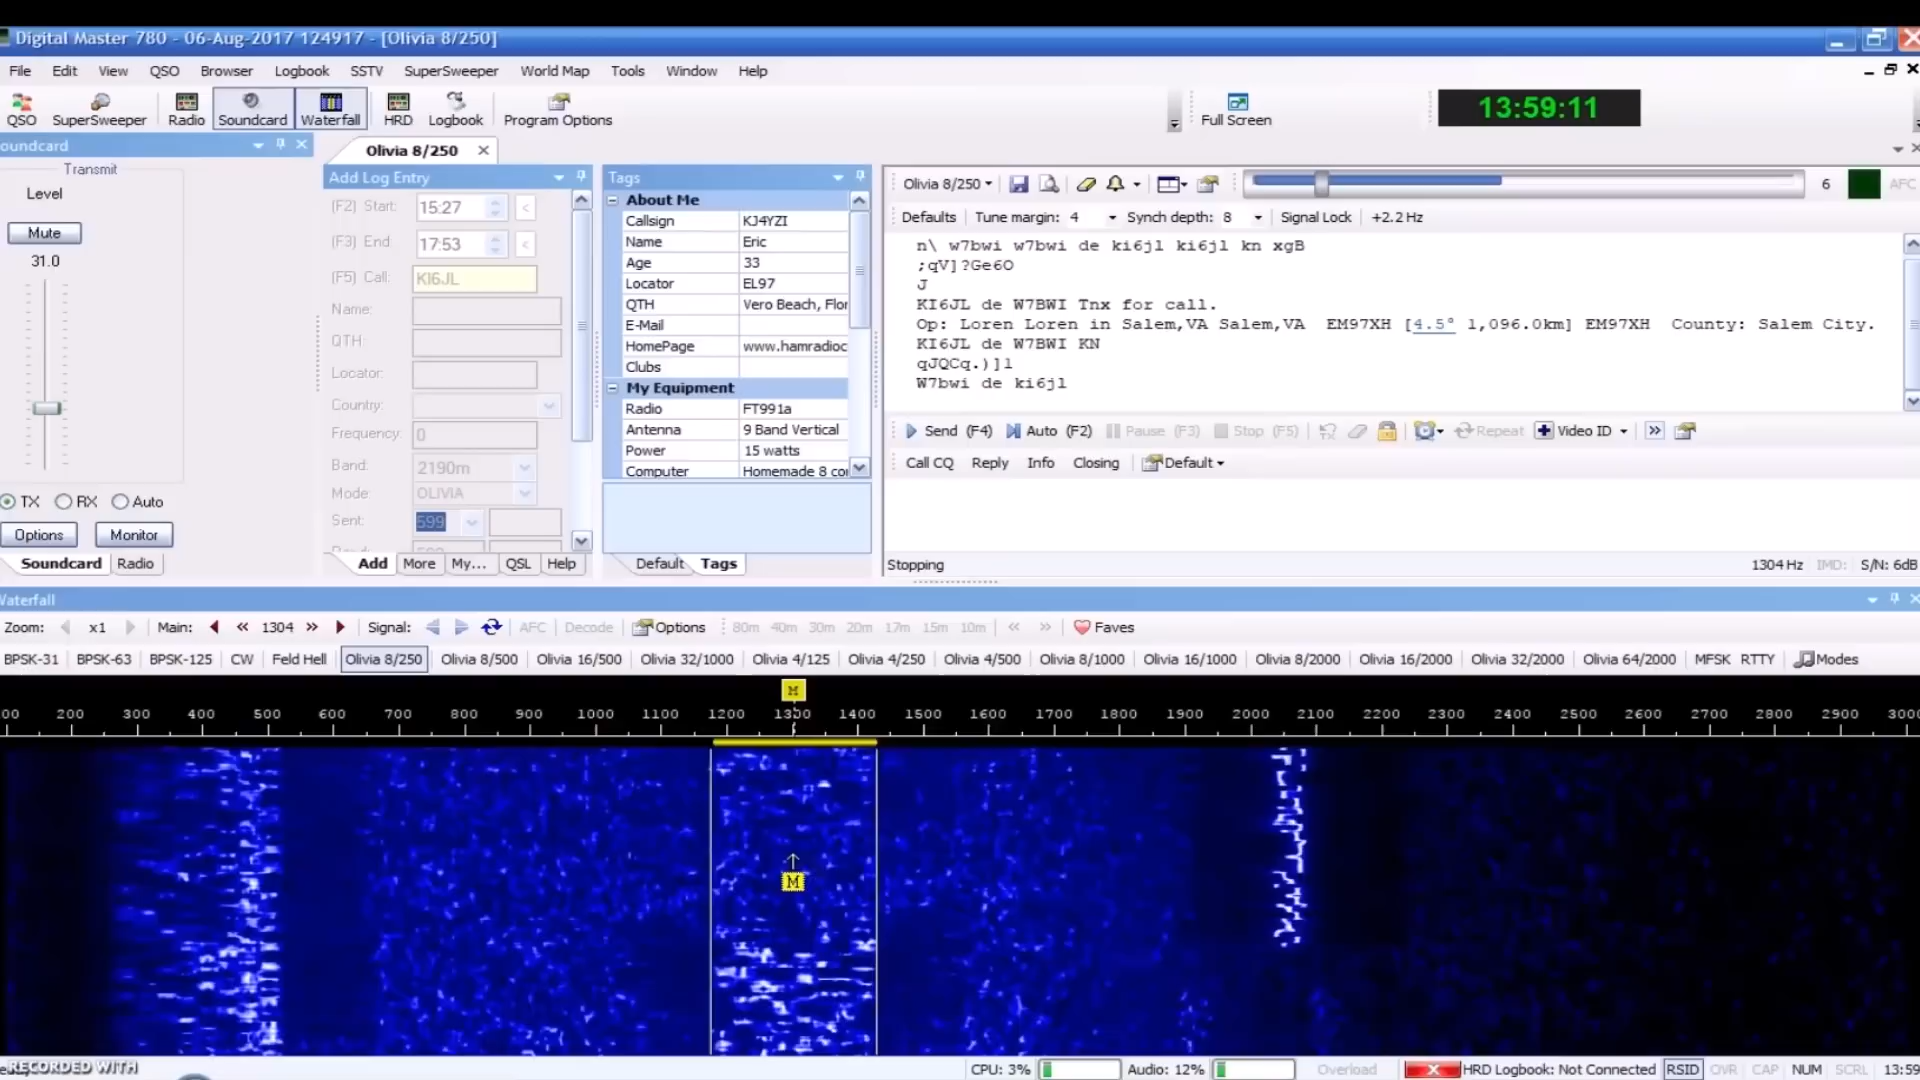 Digital Master 780 - 06-Aug-2017 124917 - [Olivia 8/250]
File Edit View QSO Browser Logbook SSTV SuperSweeper World Map Tools Window Help
QSO SuperSweeper Radio Soundcard Waterfall HRD Logbook Program Options Full Screen 13:59:11
oundcard
Transmit
Level
Mute
31.0
TX RX Auto
Options Monitor
Soundcard Radio
Olivia 8/250
Add Log Entry
(F2) Start: 15:27 <
(F3) End 17:53 <
(F5) Call: KI6JL
Name:
QTH:
Locator:
Country:
Frequency: 0
Band: 2190m
Mode: OLIVIA
Sent: 599
Add More My... QSL Help
Tags
About Me
Callsign KJ4YZI
Name Eric
Age 33
Locator EL97
QTH Vero Beach, Flor
E-Mail
HomePage www.hamradioc
Clubs
My Equipment
Radio FT991a
Antenna 9 Band Vertical
Power 15 watts
Computer Homemade 8 cor
Default Tags
Olivia 8/250 6 AFC
Defaults Tune margin: 4 Synch depth: 8 Signal Lock +2.2 Hz
n\ w7bwi w7bwi de ki6jl ki6jl kn xgB
;qV]?Ge6O
J
KI6JL de W7BWI Tnx for call.
Op: Loren Loren in Salem,VA Salem,VA EM97XH [4.5° 1,096.0km] EM97XH County: Salem City.
KI6JL de W7BWI KN
qJQCq.)]l
W7bwi de ki6jl
Send (F4) Auto (F2) Pause (F3) Stop (F5) Repeat Video ID »
Call CQ Reply Info Closing Default
Stopping 1304 Hz IMD: S/N: 6dB
Waterfall
Zoom: x1 Main: « 1304 » Signal: AFC Decode Options 80m 40m 30m 20m 17m 15m 10m « » Faves
BPSK-31 BPSK-63 BPSK-125 CW Feld Hell Olivia 8/250 Olivia 8/500 Olivia 16/500 Olivia 32/1000 Olivia 4/125 Olivia 4/250 Olivia 4/500 Olivia 8/1000 Olivia 16/1000 Olivia 8/2000 Olivia 16/2000 Olivia 32/2000 Olivia 64/2000 MFSK RTTY Modes
M
00 200 300 400 500 600 700 800 900 1000 1100 1200 1300 1400 1500 1600 1700 1800 1900 2000 2100 2200 2300 2400 2500 2600 2700 2800 2900 3000
M
RECORDED WITH
CPU: 3% Audio: 12% Overload HRD Logbook: Not Connected RSID OVR CAP NUM SCRL 13:59